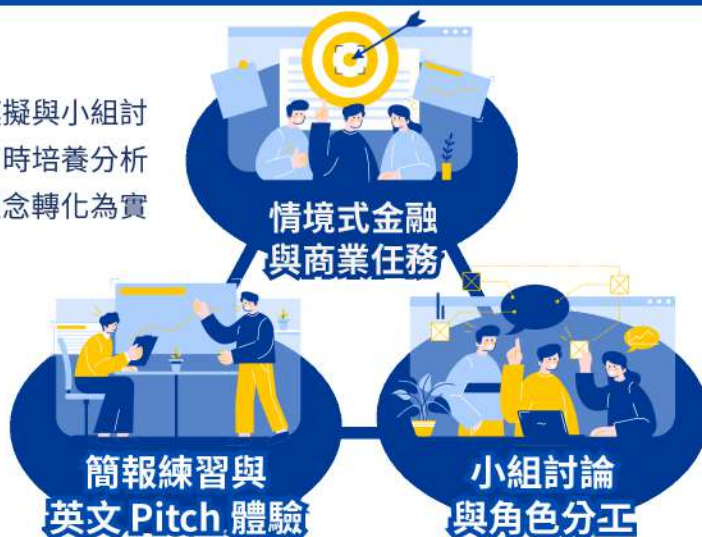 擬與小組討
時培養分析
念轉化為實
情境式金融
與商業任務
簡報練習與
英文 Pitch 體驗
小組討論
與角色分工